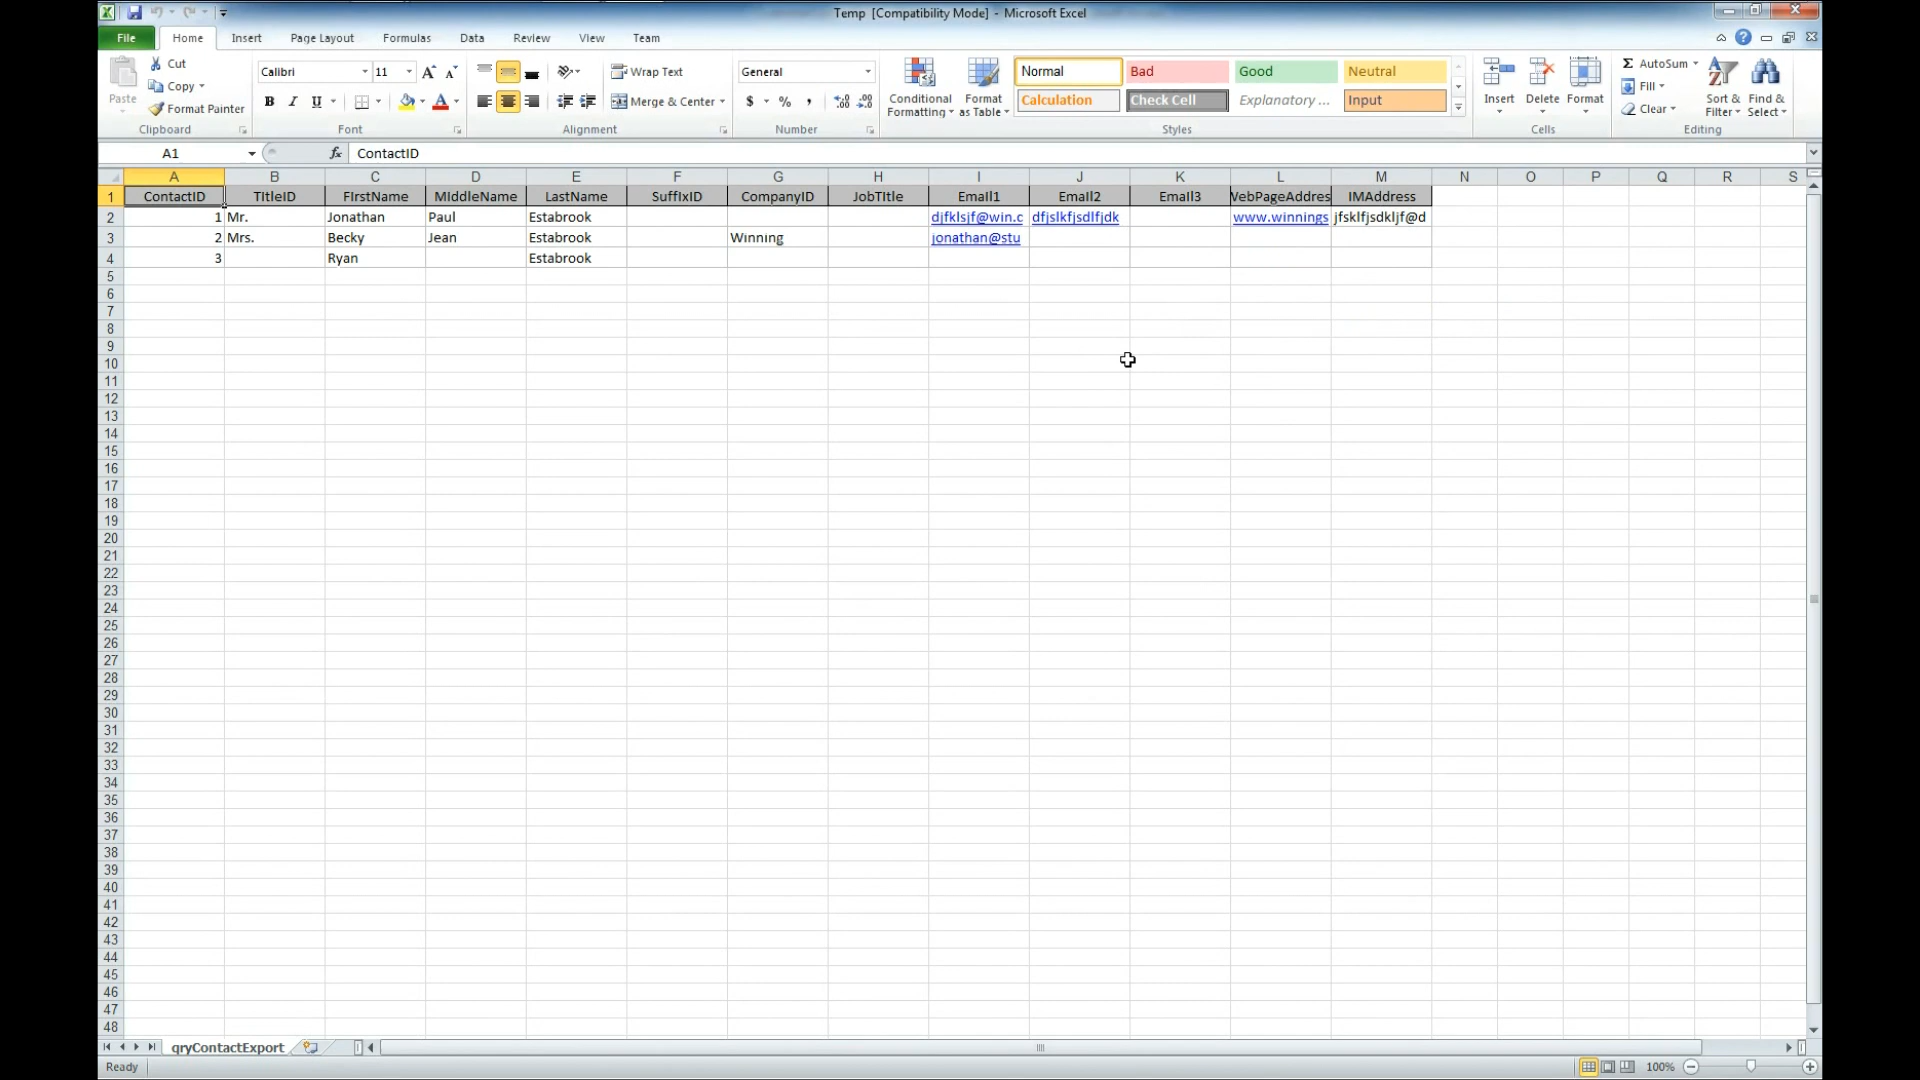 Temp [Compatibility Mode] - Microsoft Excel
File Home Insert Page Layout Formulas Data Review View Team
Paste
Cut
Copy
Format Painter
Clipboard
Calibri 11
B I U
Font
Wrap Text
Merge & Center
Alignment
General
$ % ,
Number
Conditional Formatting
Format as Table
Normal Bad Good Neutral
Calculation Check Cell Explanatory ... Input
Styles
Insert Delete Format
Cells
Σ AutoSum
Fill
Clear
Sort & Filter
Find & Select
Editing
A1 fx ContactID
A B C D E F G H I J K L M N O P Q R S
1 ContactID TitleID FirstName MiddleName LastName SuffixID CompanyID JobTitle Email1 Email2 Email3 VebPageAddres IMAddress
2 1 Mr. Jonathan Paul Estabrook djfklsjf@win.c dfjslkfjsdlfjdk www.winnings jfsklfjsdkljf@d
3 2 Mrs. Becky Jean Estabrook Winning jonathan@stu
4 3 Ryan Estabrook
5
6
7
8
9
10
11
12
13
14
15
16
17
18
19
20
21
22
23
24
25
26
27
28
29
30
31
32
33
34
35
36
37
38
39
40
41
42
43
44
45
46
47
48
qryContactExport
Ready 100%